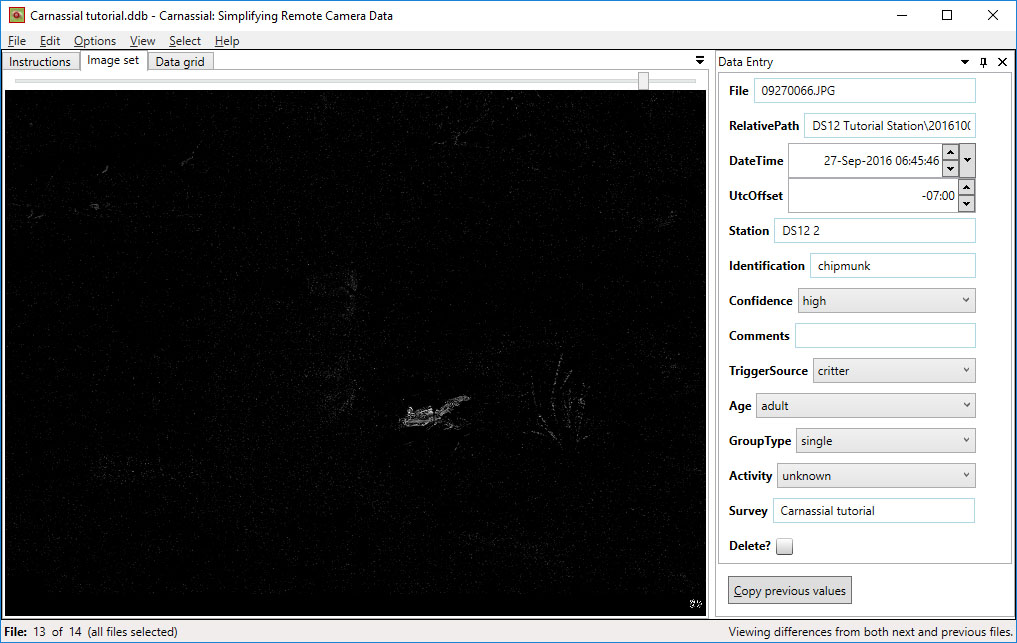 Carnassial tutorial.ddb - Carnassial: Simplifying Remote Camera Data
File Edit Options View Select Help
Instructions Image set Data grid
Data Entry
File 09270066.JPG
RelativePath DS12 Tutorial Station\201610
DateTime 27-Sep-2016 06:45:46
UtcOffset -07:00
Station DS12 2
Identification chipmunk
Confidence high
Comments
TriggerSource critter
Age adult
GroupType single
Activity unknown
Survey Carnassial tutorial
Delete?
Copy previous values
File: 13 of 14 (all files selected)
Viewing differences from both next and previous files.